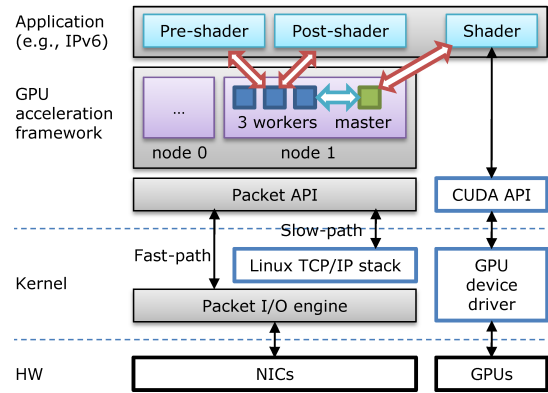 Application
(e.g., IPv6)
Pre-shader
Post-shader
Shader
GPU
acceleration
framework
...
3 workers
master
node 0
node 1
Packet API
CUDA API
Slow-path
Fast-path
Linux TCP/IP stack
GPU
device
driver
Kernel
Packet I/O engine
HW
NICs
GPUs